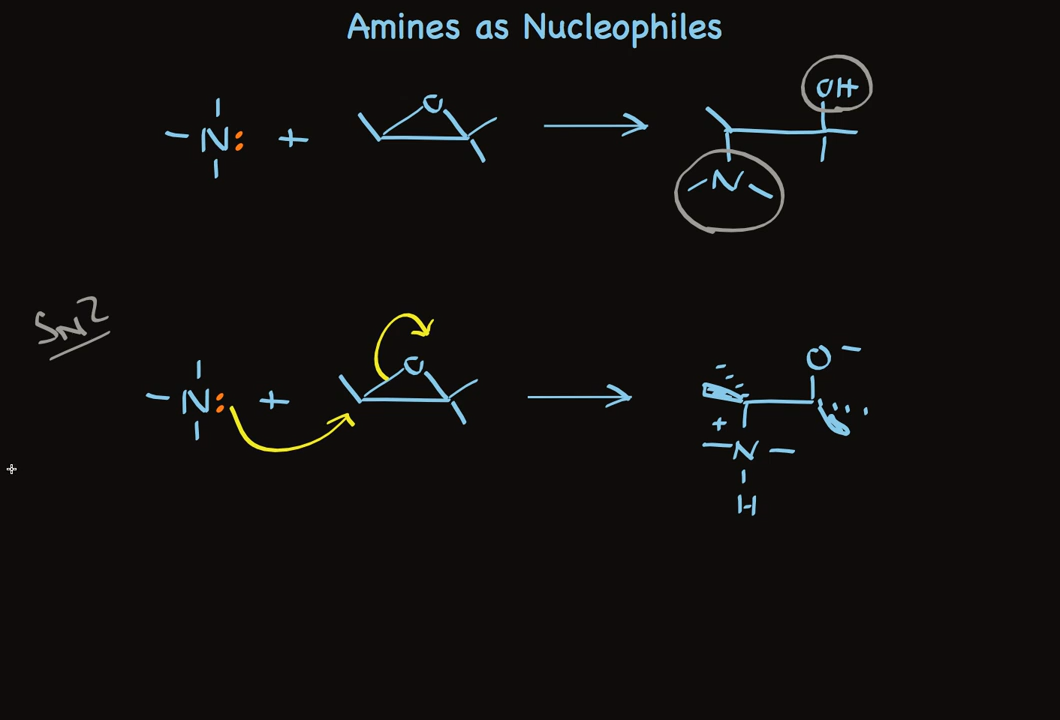 Amines as Nucleophiles
N: + O → OH
N
SN2
N: + O → O−
+
N
H